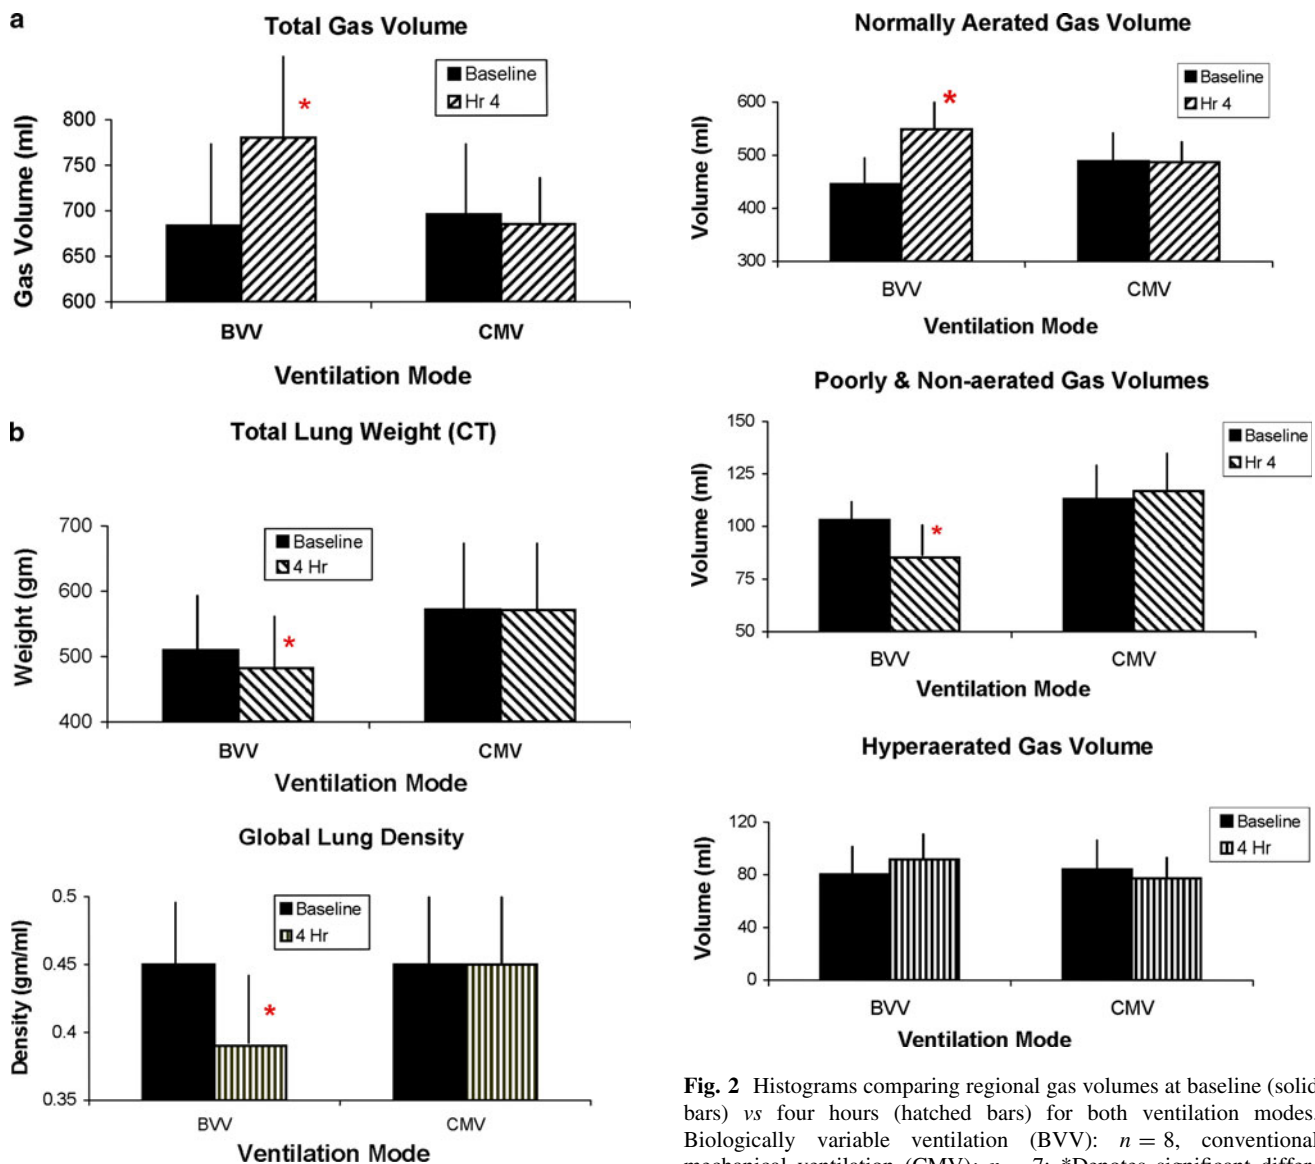 a
Total Gas Volume
Baseline
Hr 4
*
Gas Volume (ml)
800
750
700
650
600
BVV
CMV
Ventilation Mode
b
Total Lung Weight (CT)
Baseline
4 Hr
*
Weight (gm)
700
600
500
400
BVV
CMV
Ventilation Mode
Global Lung Density
Baseline
4 Hr
*
Density (gm/ml)
0.5
0.45
0.4
0.35
BVV
CMV
Ventilation Mode
Normally Aerated Gas Volume
Baseline
Hr 4
*
Volume (ml)
600
500
400
300
BVV
CMV
Ventilation Mode
Poorly & Non-aerated Gas Volumes
Baseline
Hr 4
*
Volume (ml)
150
125
100
75
50
BVV
CMV
Ventilation Mode
Hyperaerated Gas Volume
Baseline
4 Hr
Volume (ml)
120
80
40
0
BVV
CMV
Ventilation Mode
Fig. 2 Histograms comparing regional gas volumes at baseline (solid
bars) vs four hours (hatched bars) for both ventilation modes.
Biologically variable ventilation (BVV): n = 8, conventional
mechanical ventilation (CMV): n = 7; *Denotes significant differ-